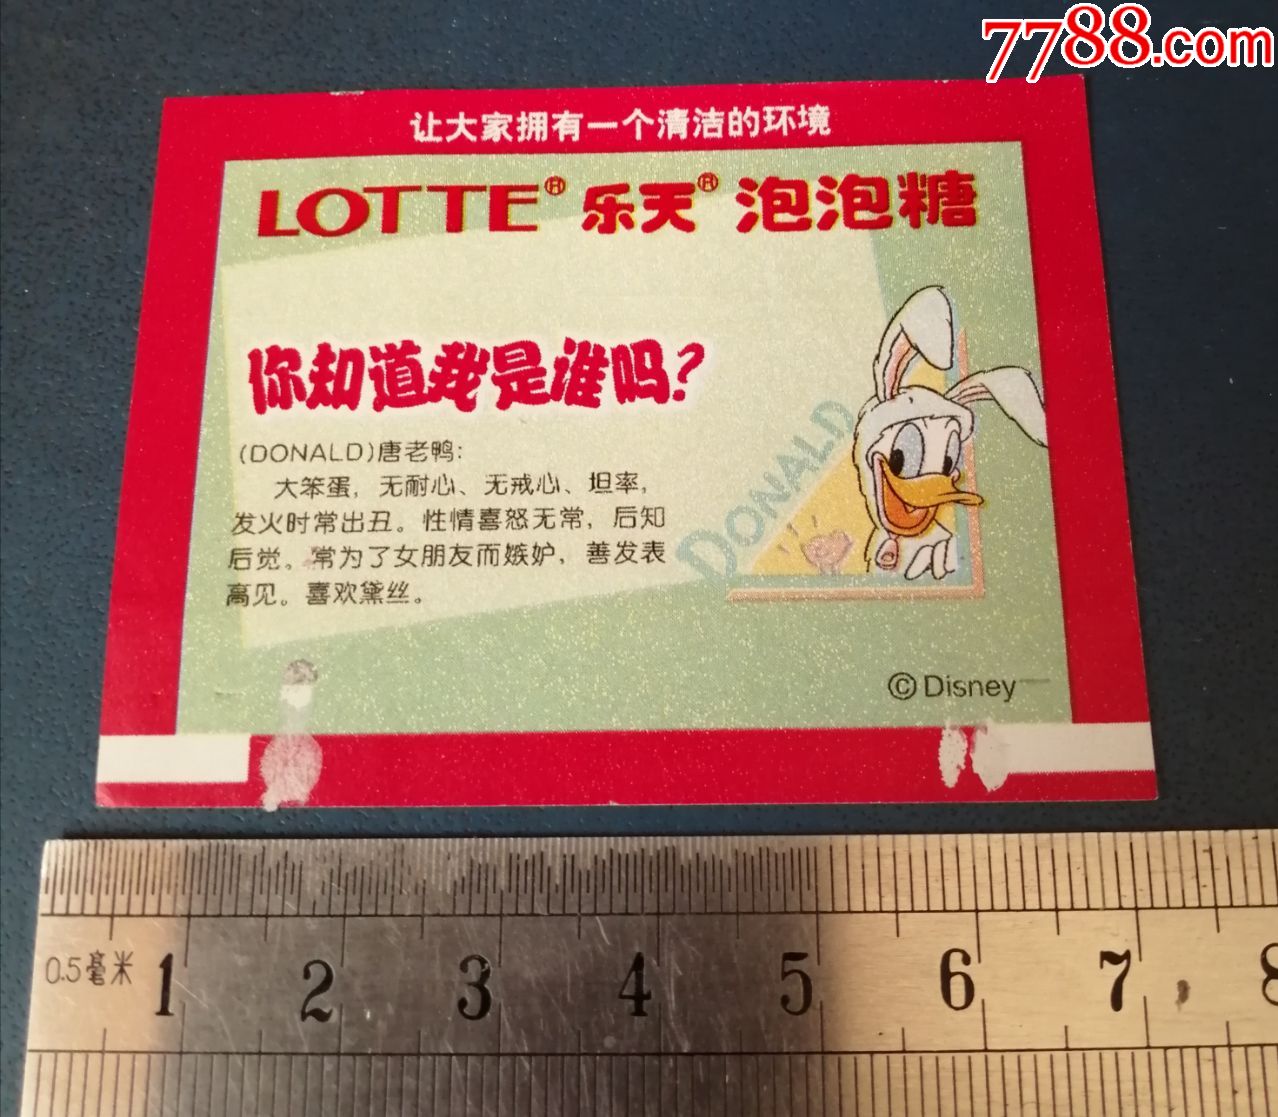 7788.com
让大家拥有一个清洁的环境
LOTTE® 乐天® 泡泡糖
你知道我是谁吗?
DONALD
(DONALD)唐老鸭:
大笨蛋, 无耐心、无戒心、坦率,
发火时常出丑。性情喜怒无常, 后知
后觉。常为了女朋友而嫉妒, 善发表
高见。喜欢黛丝。
©Disney
0.5毫米 1 2 3 4 5 6 7 8